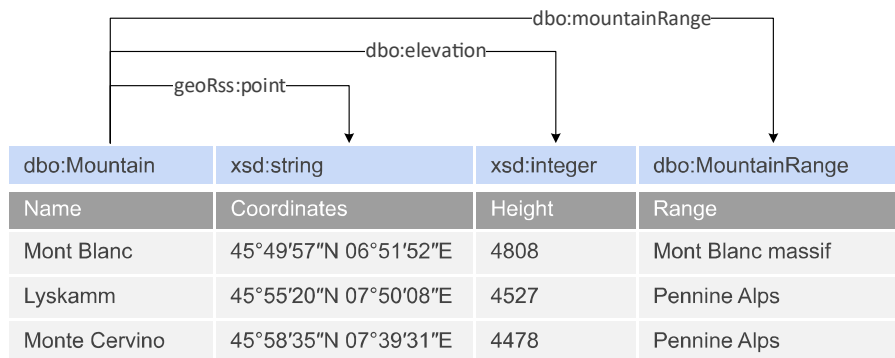 dbo:mountainRange
dbo:elevation
geoRss:point
dbo:Mountain xsd:string xsd:integer dbo:MountainRange
Name Coordinates Height Range
Mont Blanc 45°49′57″N 06°51′52″E 4808 Mont Blanc massif
Lyskamm 45°55′20″N 07°50′08″E 4527 Pennine Alps
Monte Cervino 45°58′35″N 07°39′31″E 4478 Pennine Alps